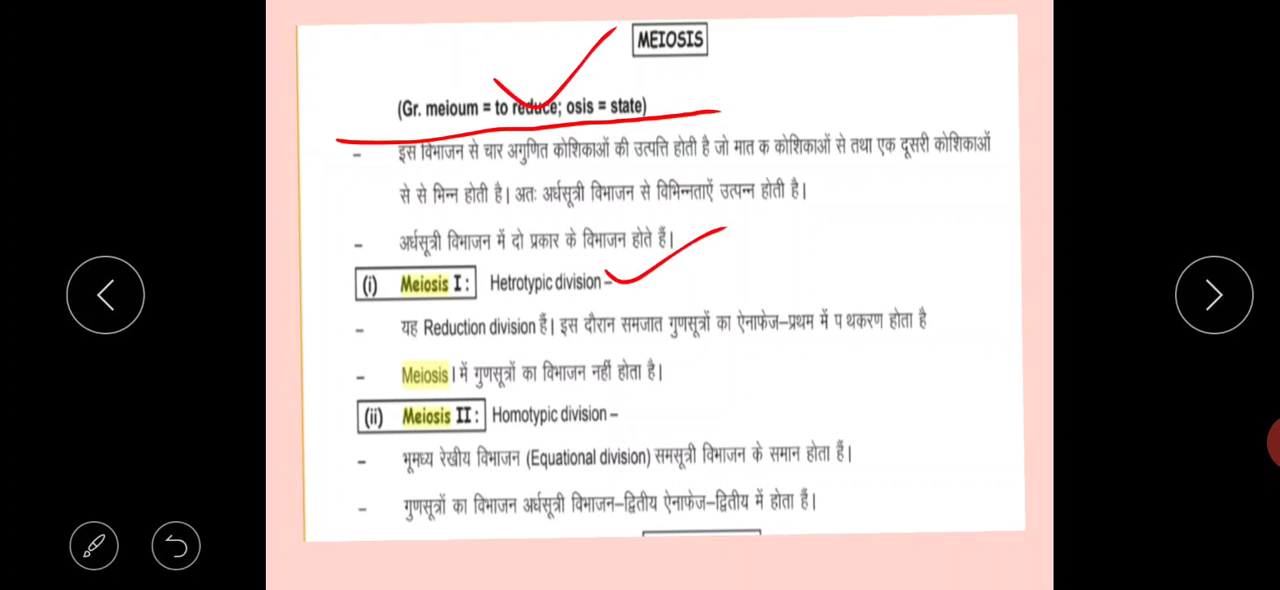 MEIOSIS
(Gr. meioum = to reduce; osis = state)
– इस विभाजन से चार अगुणित कोशिकाओं की उत्पत्ति होती है जो मात क कोशिकाओं से तथा एक दूसरी कोशिकाओं
से से भिन्न होती है। अतः अर्धसूत्री विभाजन से विभिन्नताऐं उत्पन्न होती है।
– अर्धसूत्री विभाजन में दो प्रकार के विभाजन होते हैं।
(i) Meiosis I : Hetrotypic division –
– यह Reduction division हैं। इस दौरान समजात गुणसूत्रों का ऐनाफेज–प्रथम में प थकरण होता है
– Meiosis I में गुणसूत्रों का विभाजन नहीं होता है।
(ii) Meiosis II : Homotypic division –
– भूमध्य रेखीय विभाजन (Equational division) समसूत्री विभाजन के समान होता हैं।
– गुणसूत्रों का विभाजन अर्धसूत्री विभाजन–द्वितीय ऐनाफेज–द्वितीय में होता हैं।